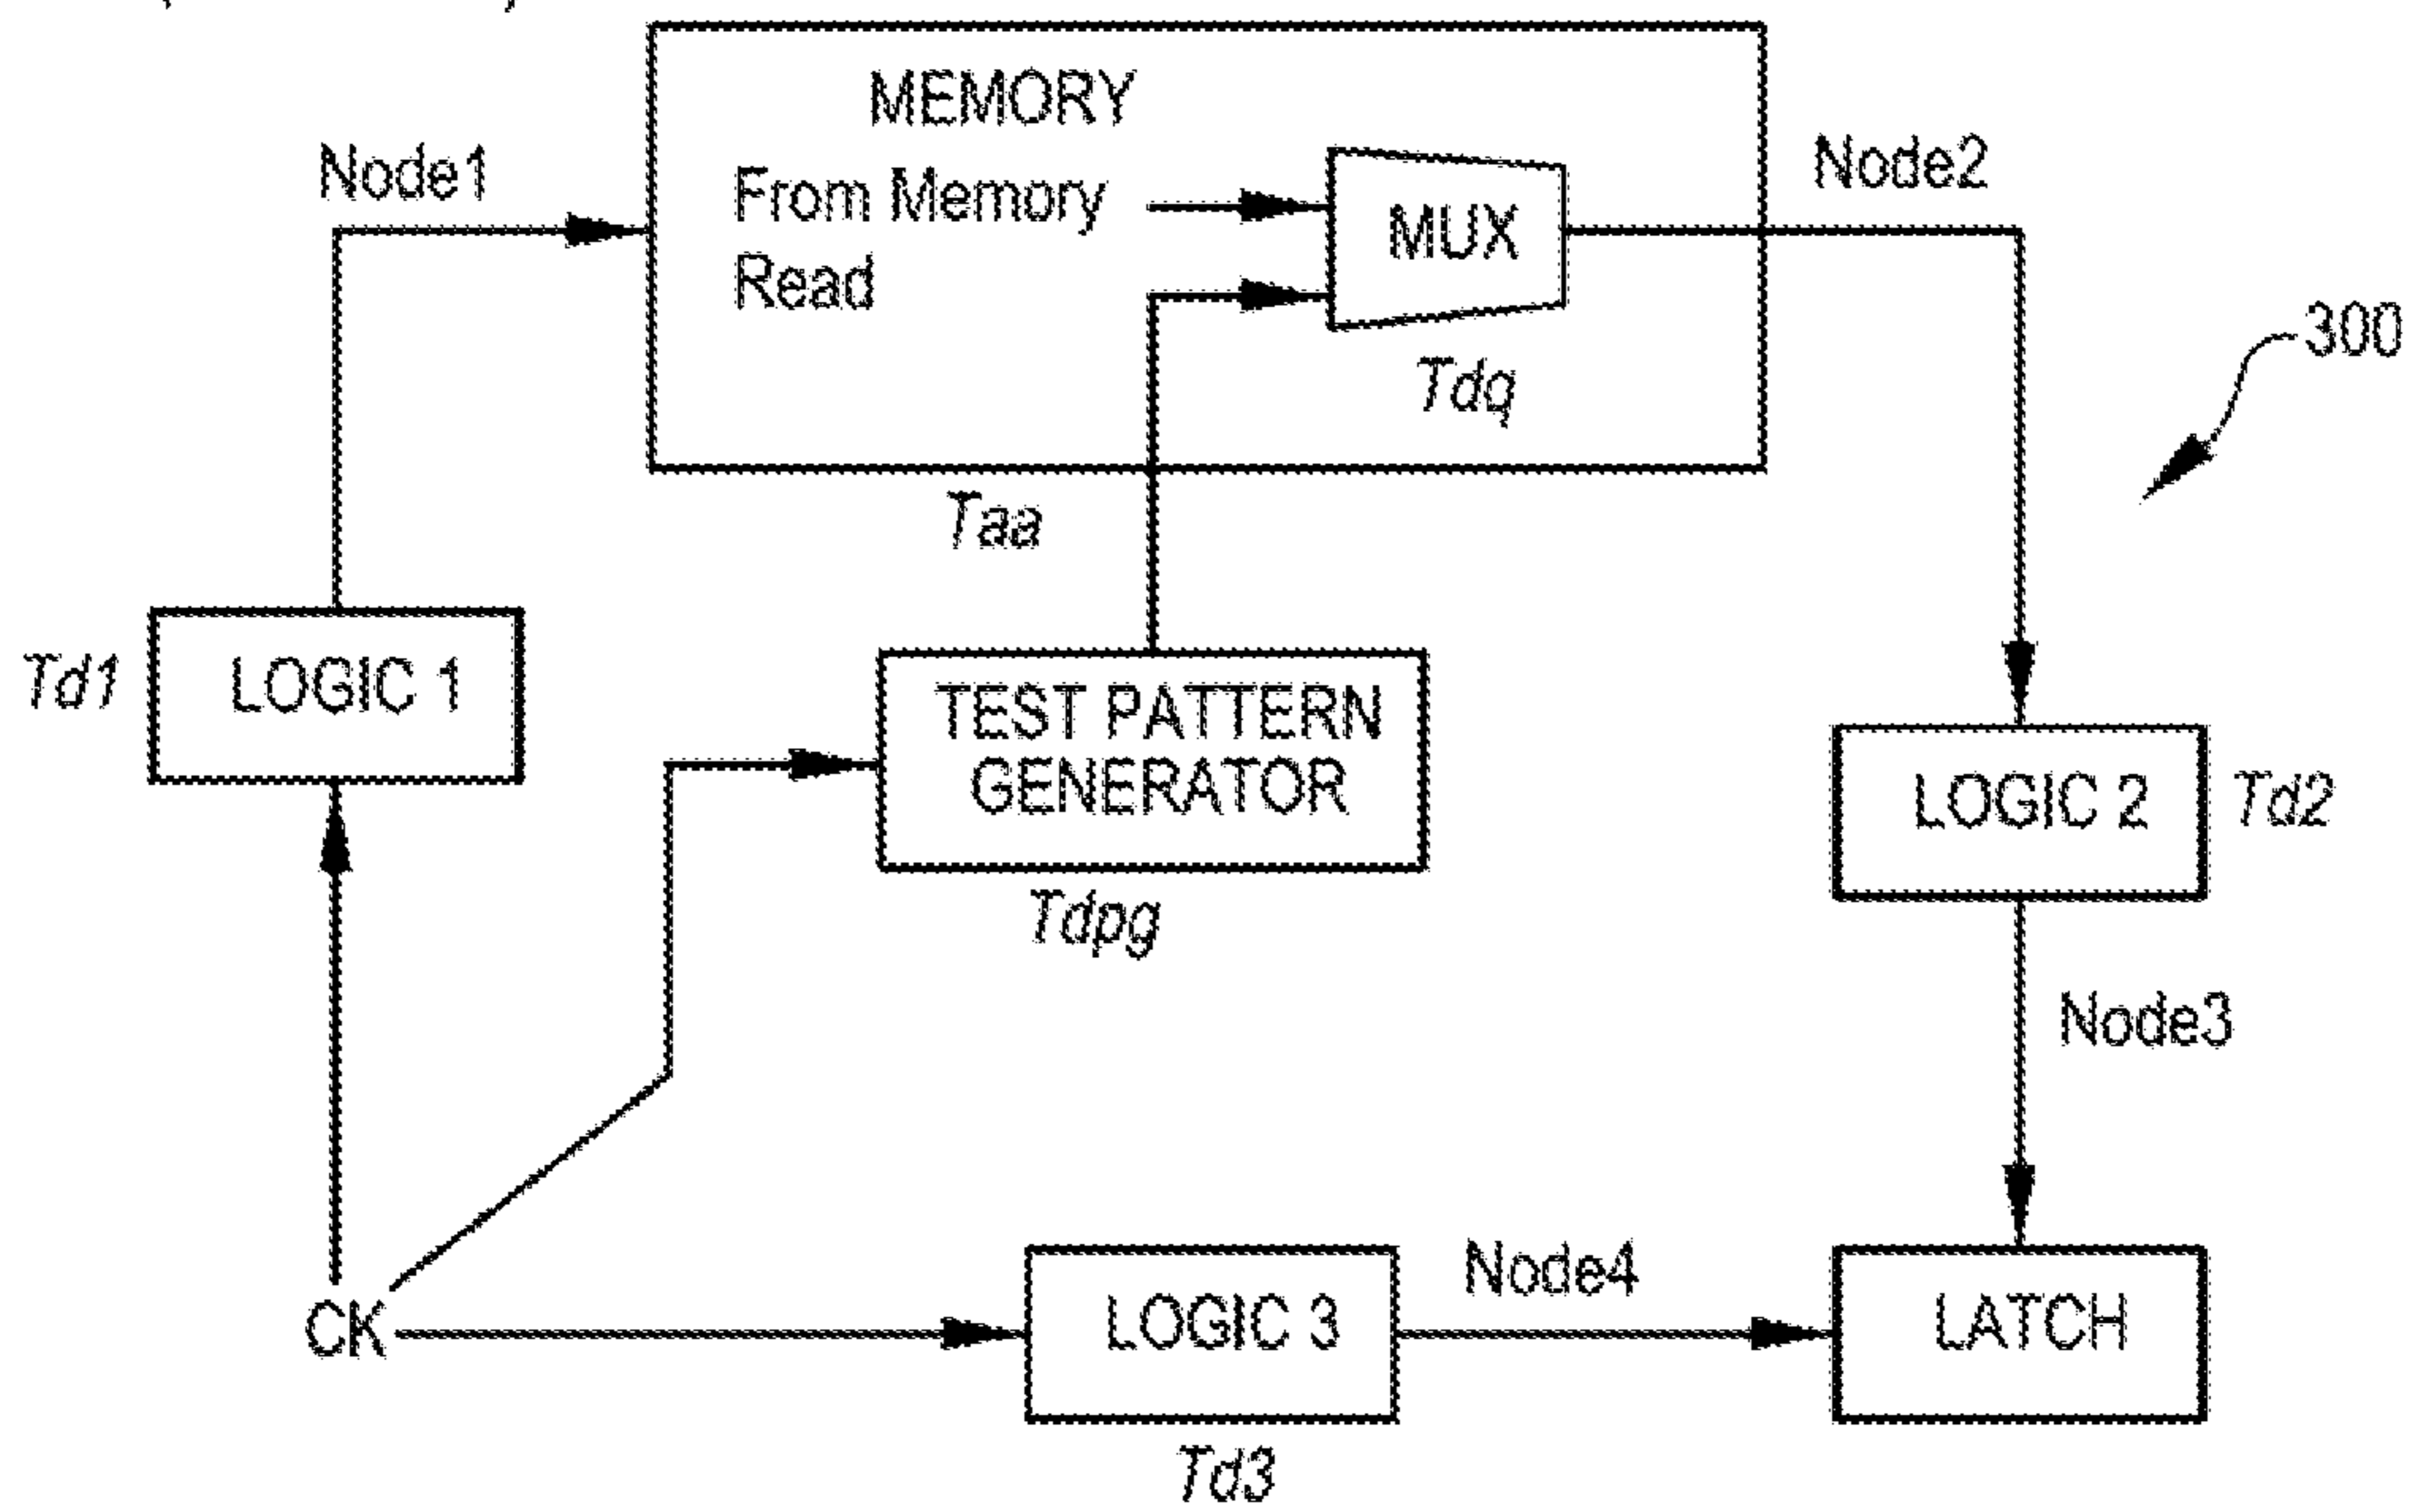 MEMORY
Node1
From Memory
Read
MUX
Node2
300
Tdq
Taa
Td1
LOGIC 1
TEST PATTERN
GENERATOR
LOGIC 2
Td2
Tdpg
Node3
Node4
CK
LOGIC 3
LATCH
Td3